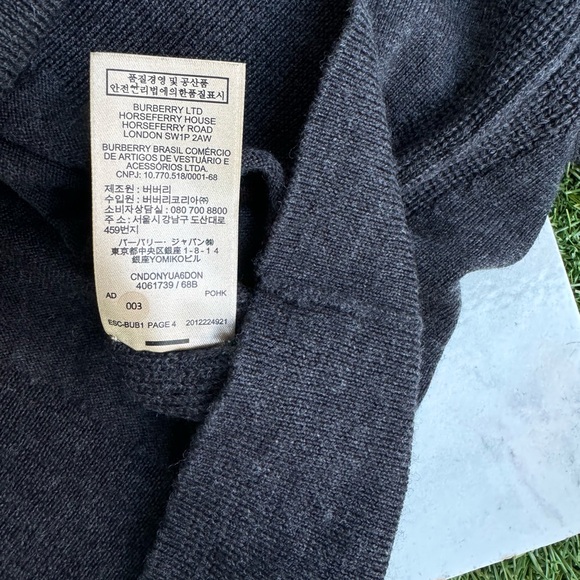 품질경영 및 공산품
안전관리법에의한품질표시
BURBERRY LTD
HORSEFERRY HOUSE
HORSEFERRY ROAD
LONDON SW1P 2AW
BURBERRY BRASIL COMÉRCIO
DE ARTIGOS DE VESTUÁRIO E
ACESSÓRIOS LTDA.
CNPJ: 10.770.518/0001-68
제조원 : 버버리
수입원 : 버버리코리아㈜
소비자상담실 : 080 700 8800
주소 : 서울시강남구 도산대로
459번지
バーバリー・ジャパン㈱
東京都中央区銀座1-8-14
銀座YOMIKOビル
CNDONYUA6DON
4061739 / 68B
AD POHK
003
ESC-BUB1 PAGE 4 2012224921